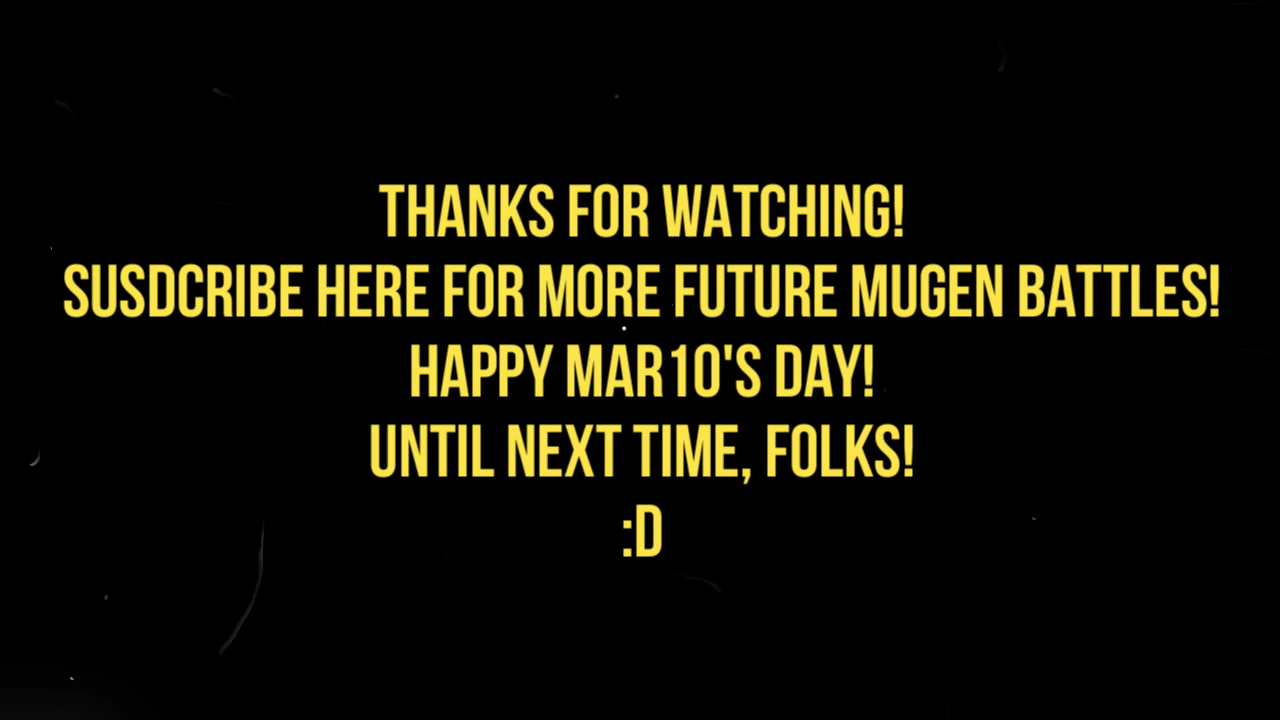 THANKS FOR WATCHING!
SUSDCRIBE HERE FOR MORE FUTURE MUGEN BATTLES!
HAPPY MAR10'S DAY!
UNTIL NEXT TIME, FOLKS!
:D